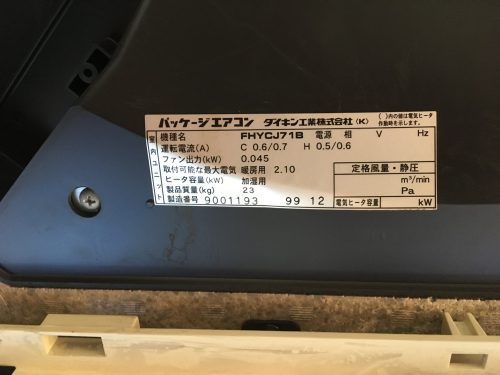 パッケージエアコン ダイキン工業株式会社〈K〉
( )内の値は電気ヒータ
作動時を示します。
室内ユニット
機種名 FHYCJ71B 電源 相 V Hz
運転電流(A) C 0.6/0.7 H 0.5/0.6
ファン出力(kW) 0.045
取付可能な最大電気 暖房用 2.10
ヒータ容量(kW) 加湿用
製品質量(kg) 23
製造番号 9001193 99 12
定格風量・静圧
m³/min
Pa
電気ヒータ容量 kW